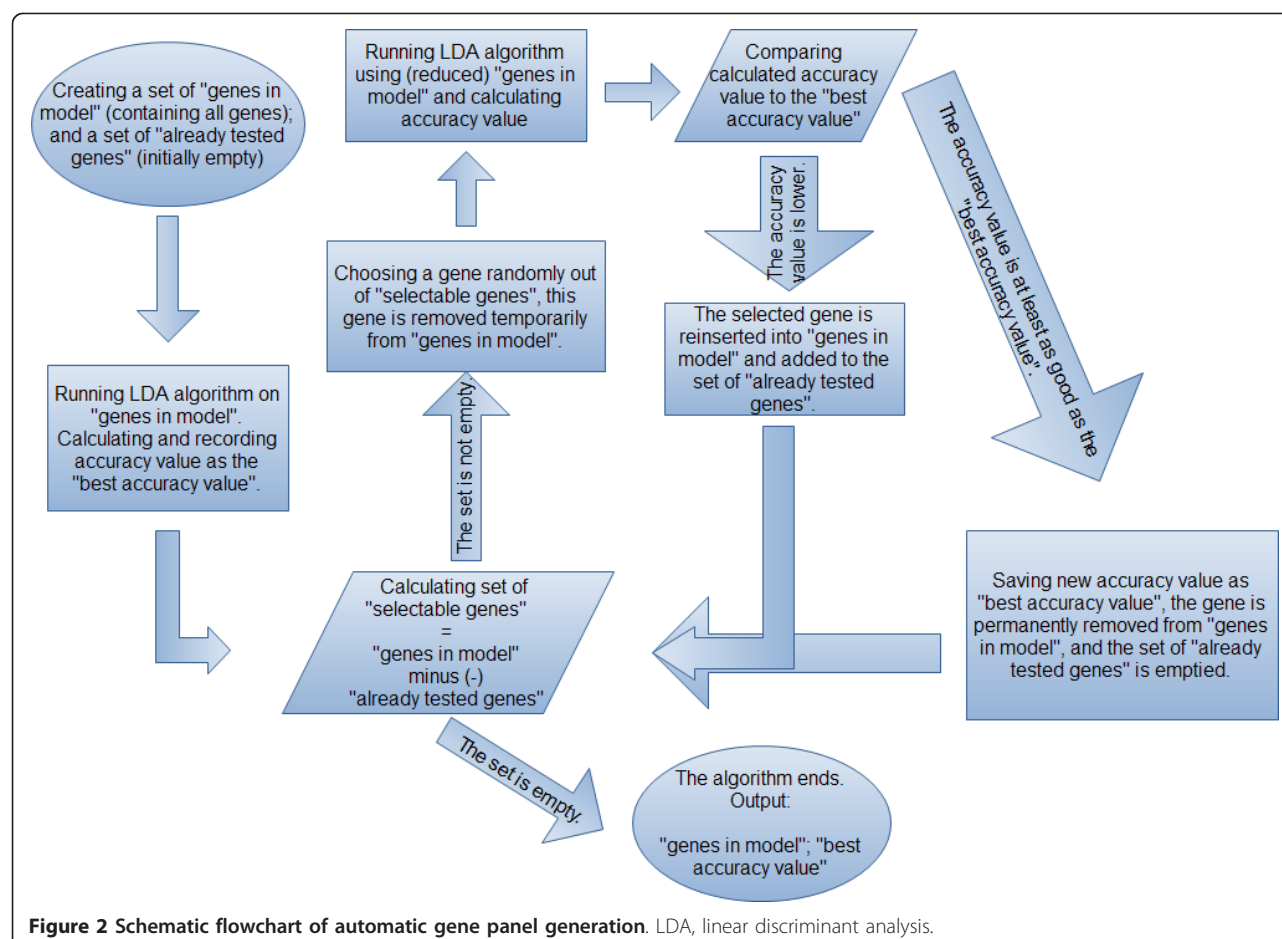 Creating a set of "genes in
model" (containing all genes);
and a set of "already tested
genes" (initially empty)
Running LDA algorithm on
"genes in model".
Calculating and recording
accuracy value as the
"best accuracy value".
Calculating set of
"selectable genes"
=
"genes in model"
minus (-)
"already tested genes"
The set is not empty.
Choosing a gene randomly out
of "selectable genes", this
gene is removed temporarily
from "genes in model".
Running LDA algorithm
using (reduced) "genes in
model" and calculating
accuracy value
Comparing
calculated accuracy
value to the "best
accuracy value"
The accuracy
value is lower.
The selected gene is
reinserted into "genes in
model" and added to the
set of "already tested
genes".
The accuracy value is at least as good as the
"best accuracy value".
Saving new accuracy value as
"best accuracy value", the gene is
permanently removed from "genes
in model", and the set of "already
tested genes" is emptied.
The set is empty.
The algorithm ends.
Output:
"genes in model"; "best
accuracy value"
Figure 2 Schematic flowchart of automatic gene panel generation. LDA, linear discriminant analysis.